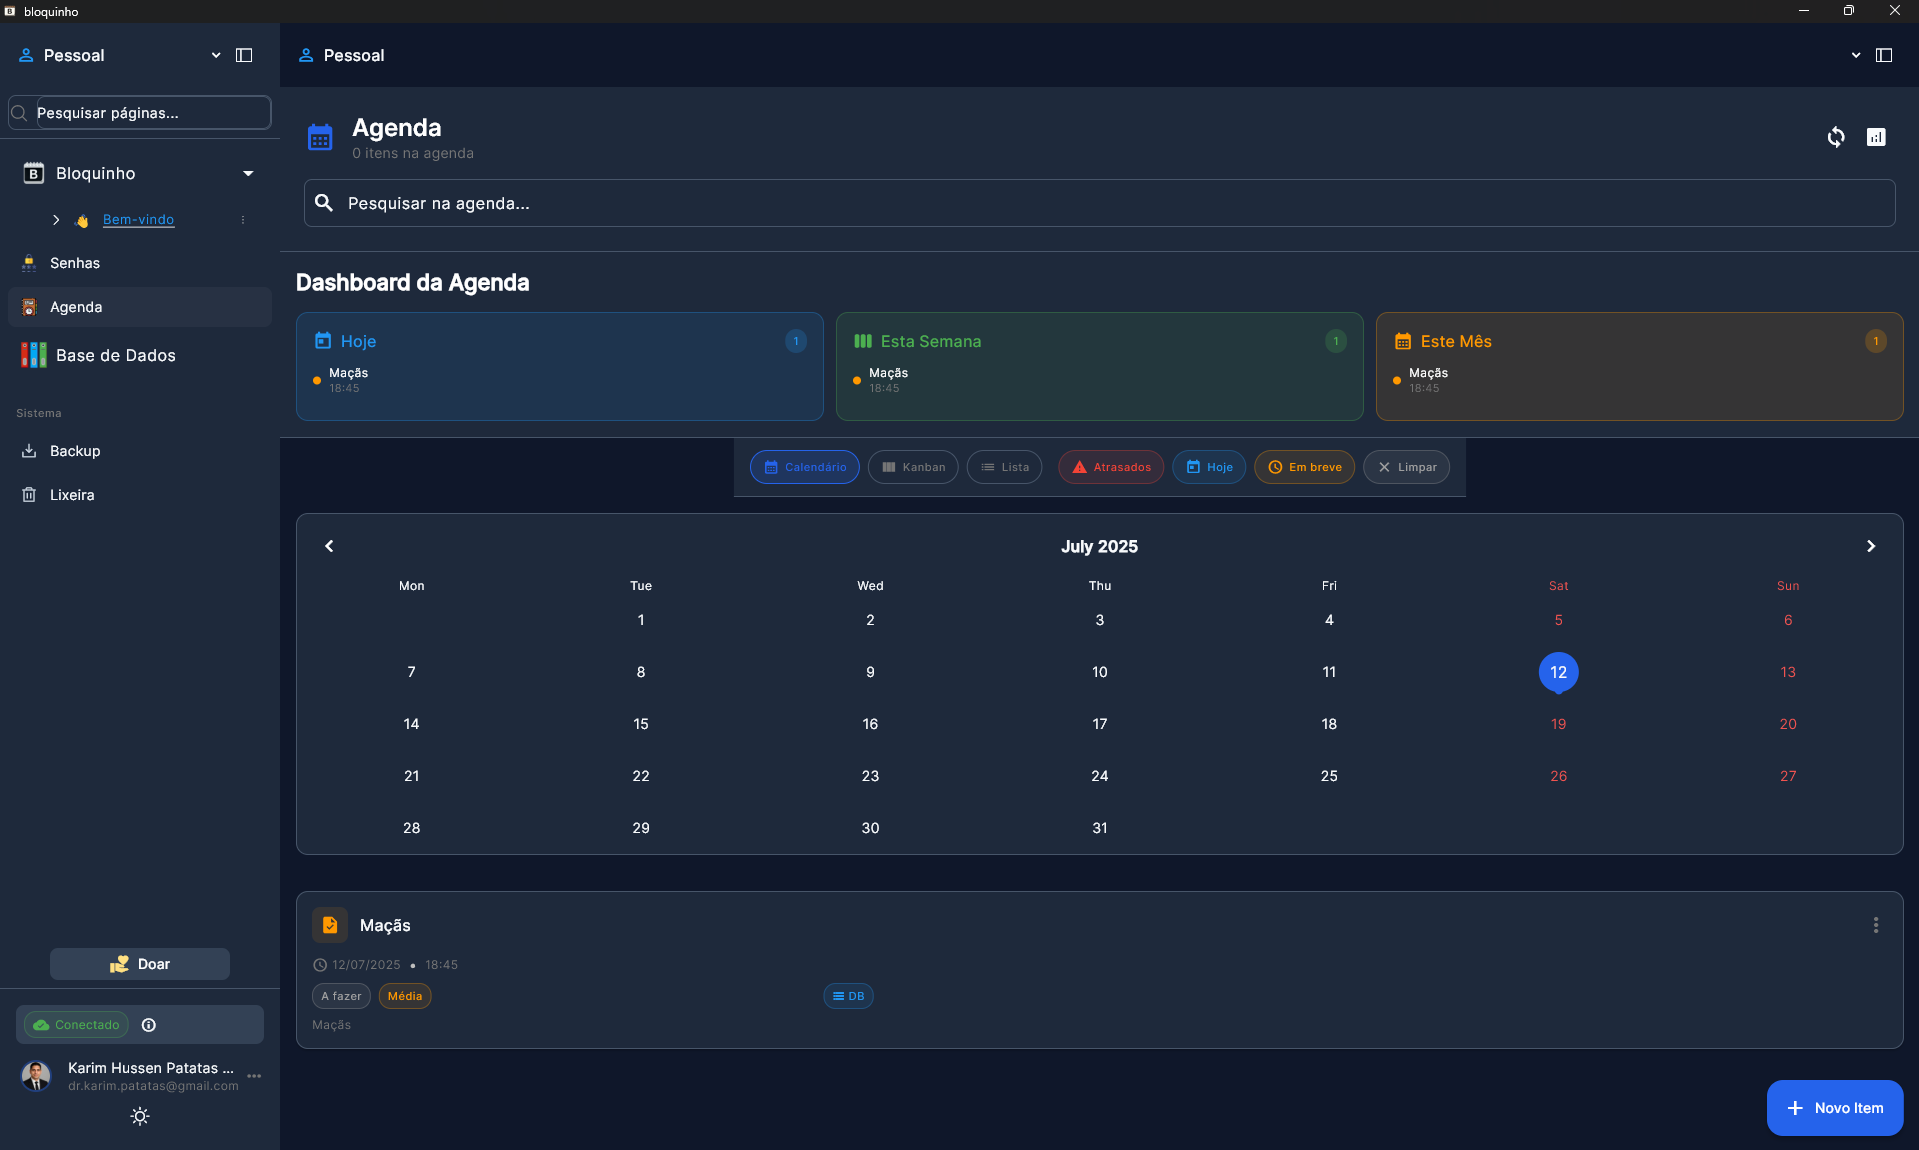 bloquinho
Pessoal
Pesquisar páginas...
Bloquinho
Bem-vindo
Senhas
Agenda
Base de Dados
Sistema
Backup
Lixeira
Doar
Conectado
Karim Hussen Patatas ...
dr.karim.patatas@gmail.com
Pessoal
Agenda
0 itens na agenda
Pesquisar na agenda...
Dashboard da Agenda
Hoje 1
Maçãs
18:45
Esta Semana 1
Maçãs
18:45
Este Mês 1
Maçãs
18:45
Calendário Kanban Lista Atrasados Hoje Em breve Limpar
July 2025
Mon Tue Wed Thu Fri Sat Sun
1 2 3 4 5 6
7 8 9 10 11 12 13
14 15 16 17 18 19 20
21 22 23 24 25 26 27
28 29 30 31
Maçãs
12/07/2025 • 18:45
A fazer Média DB
Maçãs
+ Novo Item